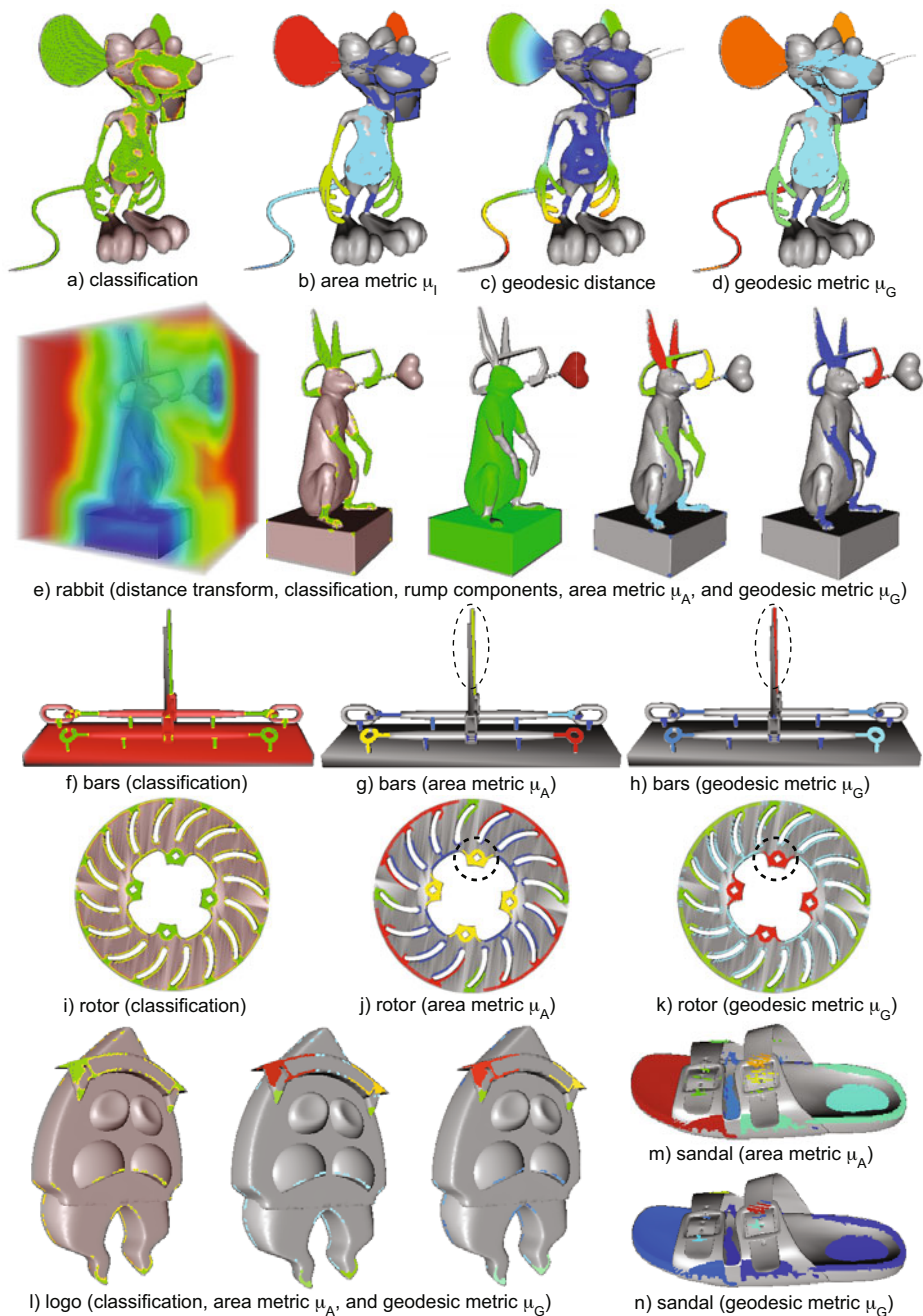 a) classification
b) area metric μI
c) geodesic distance
d) geodesic metric μG
e) rabbit (distance transform, classification, rump components, area metric μA, and geodesic metric μG)
f) bars (classification)
g) bars (area metric μA)
h) bars (geodesic metric μG)
i) rotor (classification)
j) rotor (area metric μA)
k) rotor (geodesic metric μG)
m) sandal (area metric μA)
l) logo (classification, area metric μA, and geodesic metric μG)
n) sandal (geodesic metric μG)